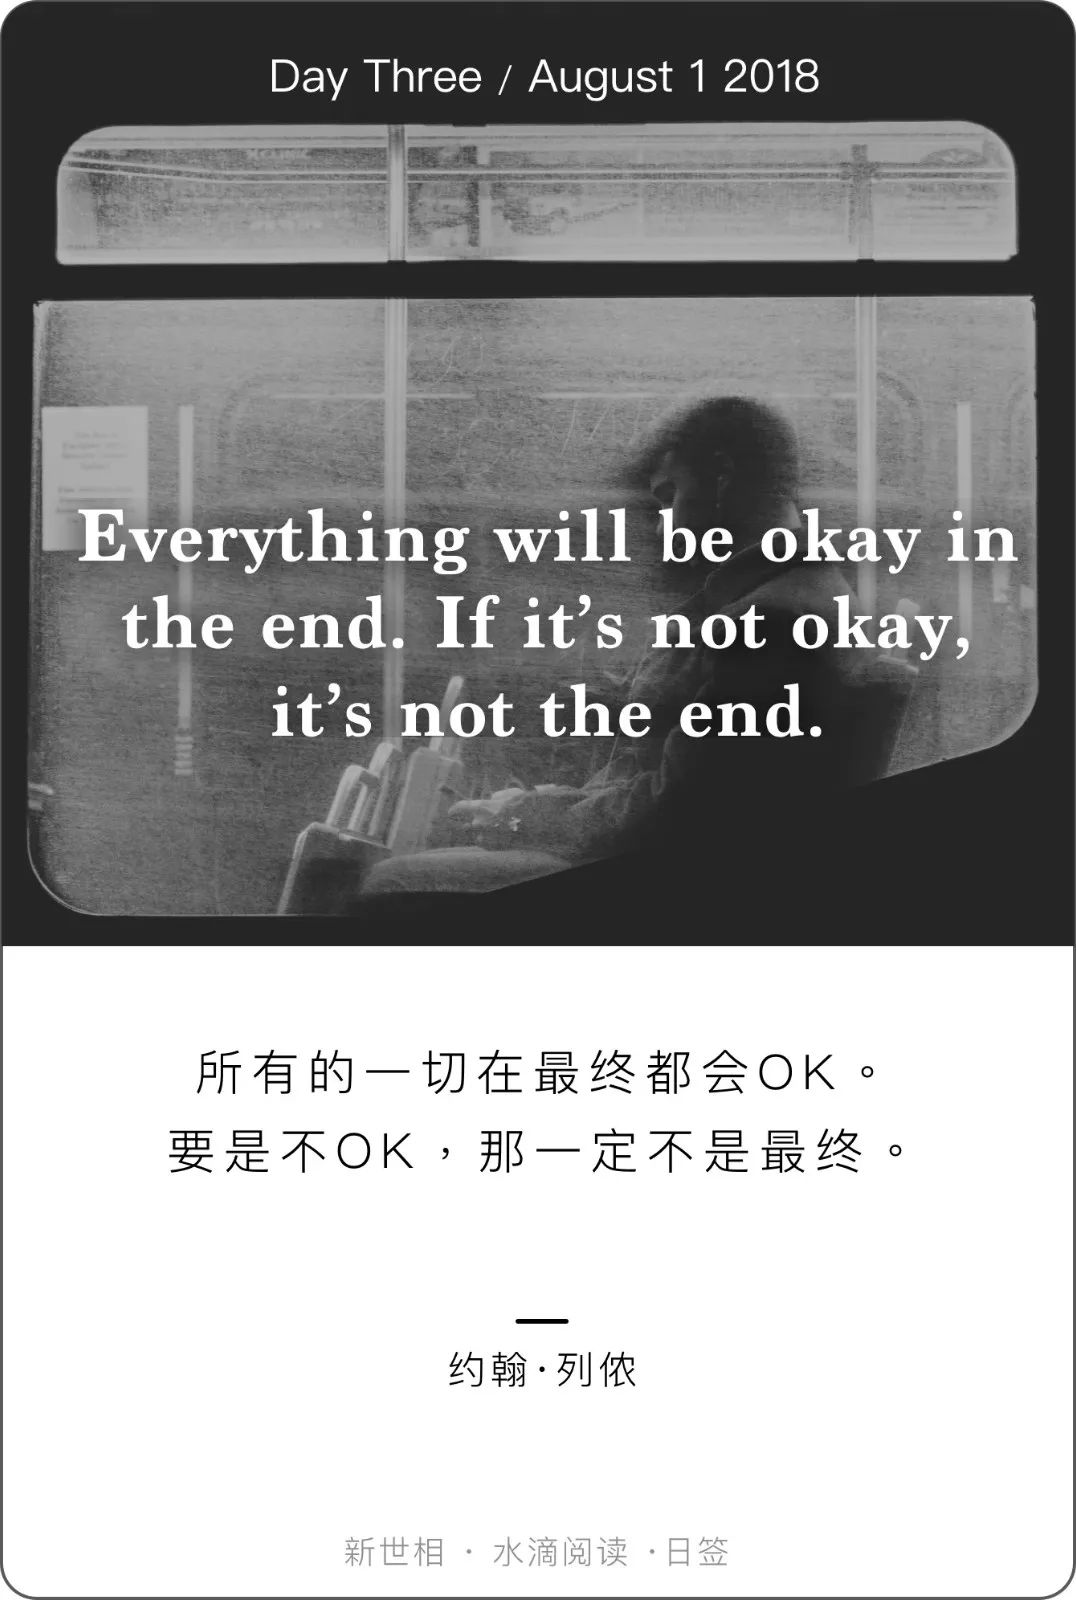 Day Three / August 1 2018
Everything will be okay in
the end. If it’s not okay,
it’s not the end.
所有的一切在最终都会OK。
要是不OK，那一定不是最终。
约翰·列侬
新世相 · 水滴阅读 ·日签